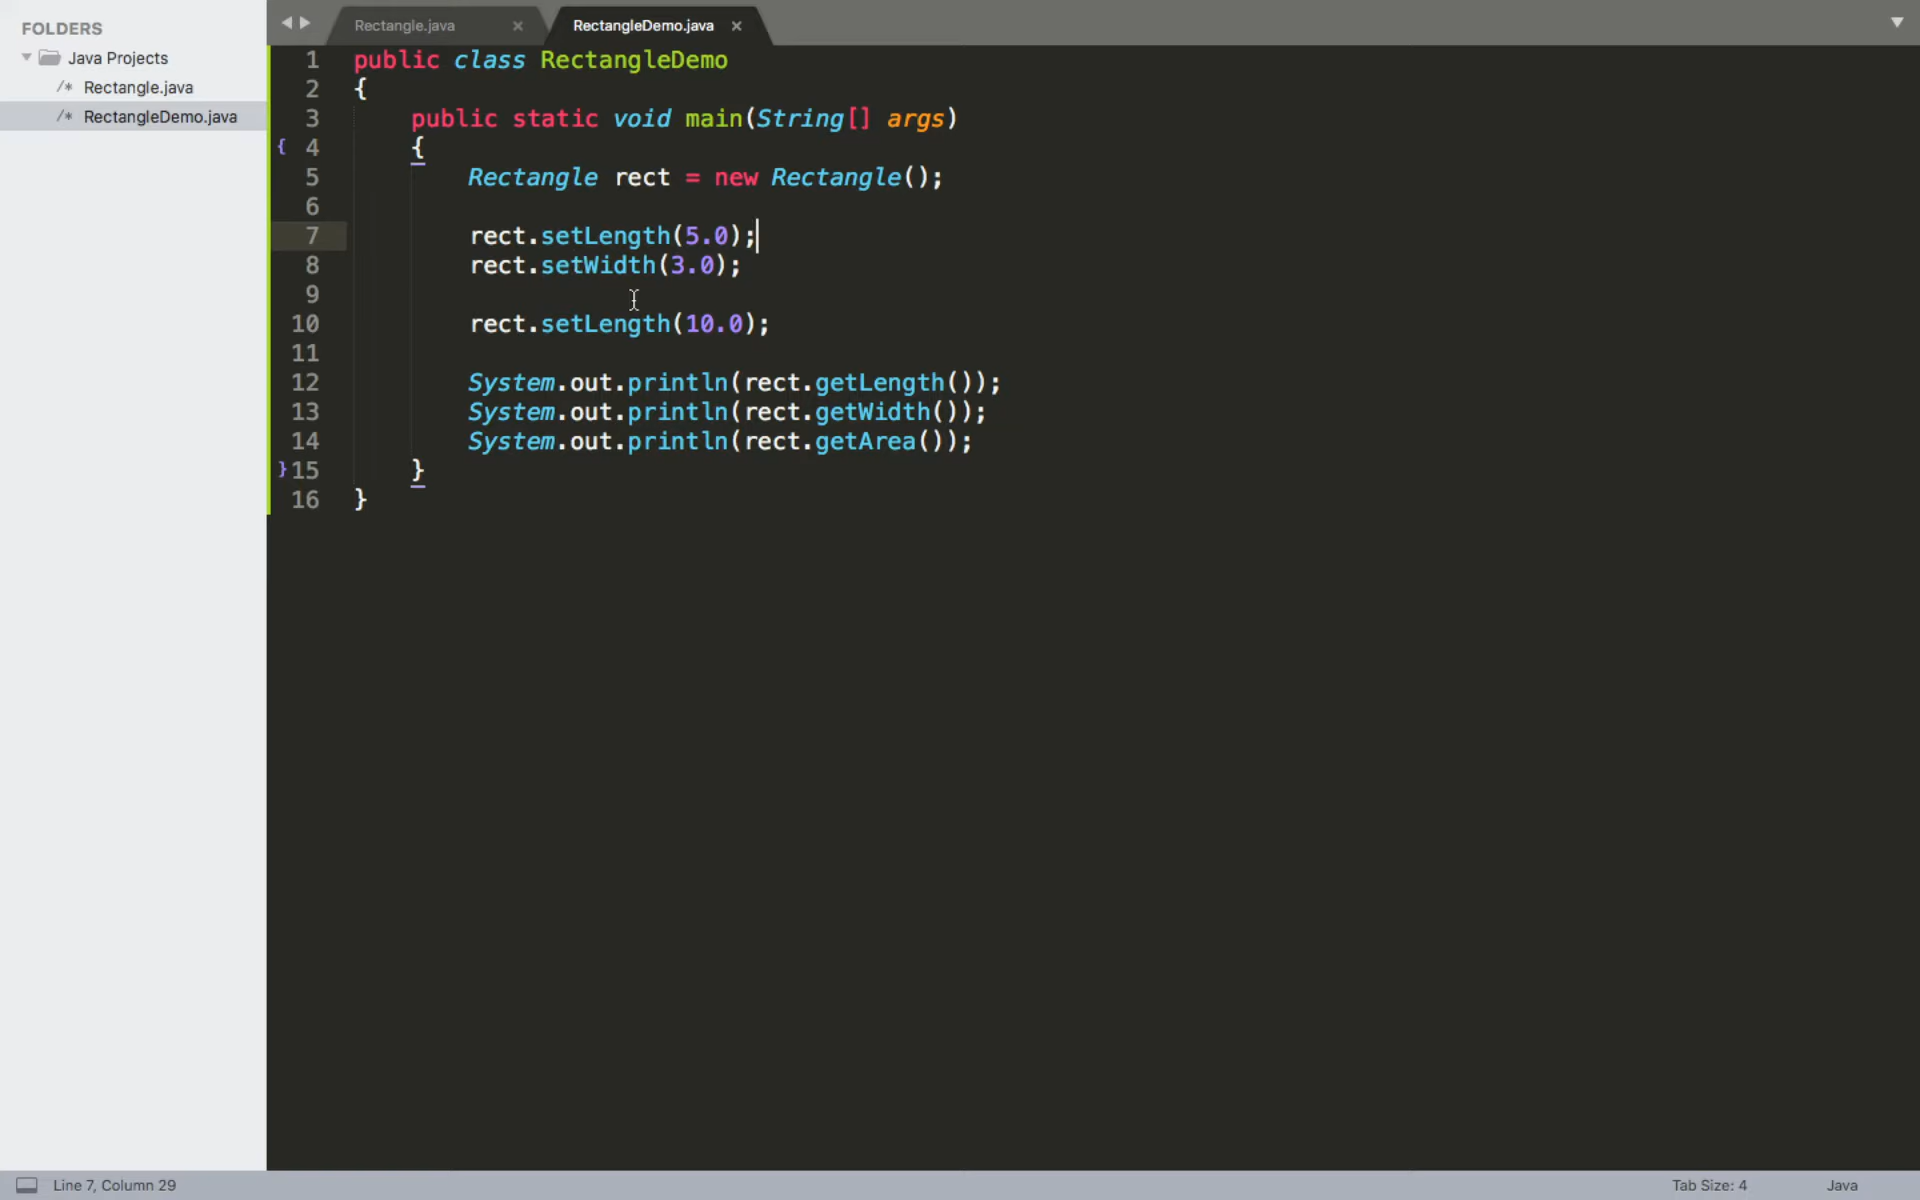 FOLDERS
Java Projects
/* Rectangle.java
/* RectangleDemo.java
Rectangle.java ×
RectangleDemo.java ×
1 public class RectangleDemo
2 {
3     public static void main(String[] args)
{ 4     {
5         Rectangle rect = new Rectangle();
6
7         rect.setLength(5.0);
8         rect.setWidth(3.0);
9
10         rect.setLength(10.0);
11
12         System.out.println(rect.getLength());
13         System.out.println(rect.getWidth());
14         System.out.println(rect.getArea());
} 15     }
16 }
Line 7, Column 29
Tab Size: 4
Java